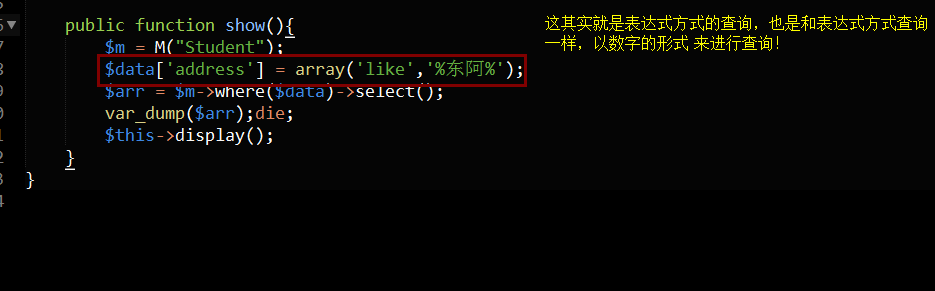 public function show(){
这其实就是表达式方式的查询，也是和表达式方式查询
一样，以数字的形式 来进行查询！
$m = M("Student");
$data['address'] = array('like','%东阿%');
$arr = $m->where($data)->select();
var_dump($arr);die;
$this->display();
}
}